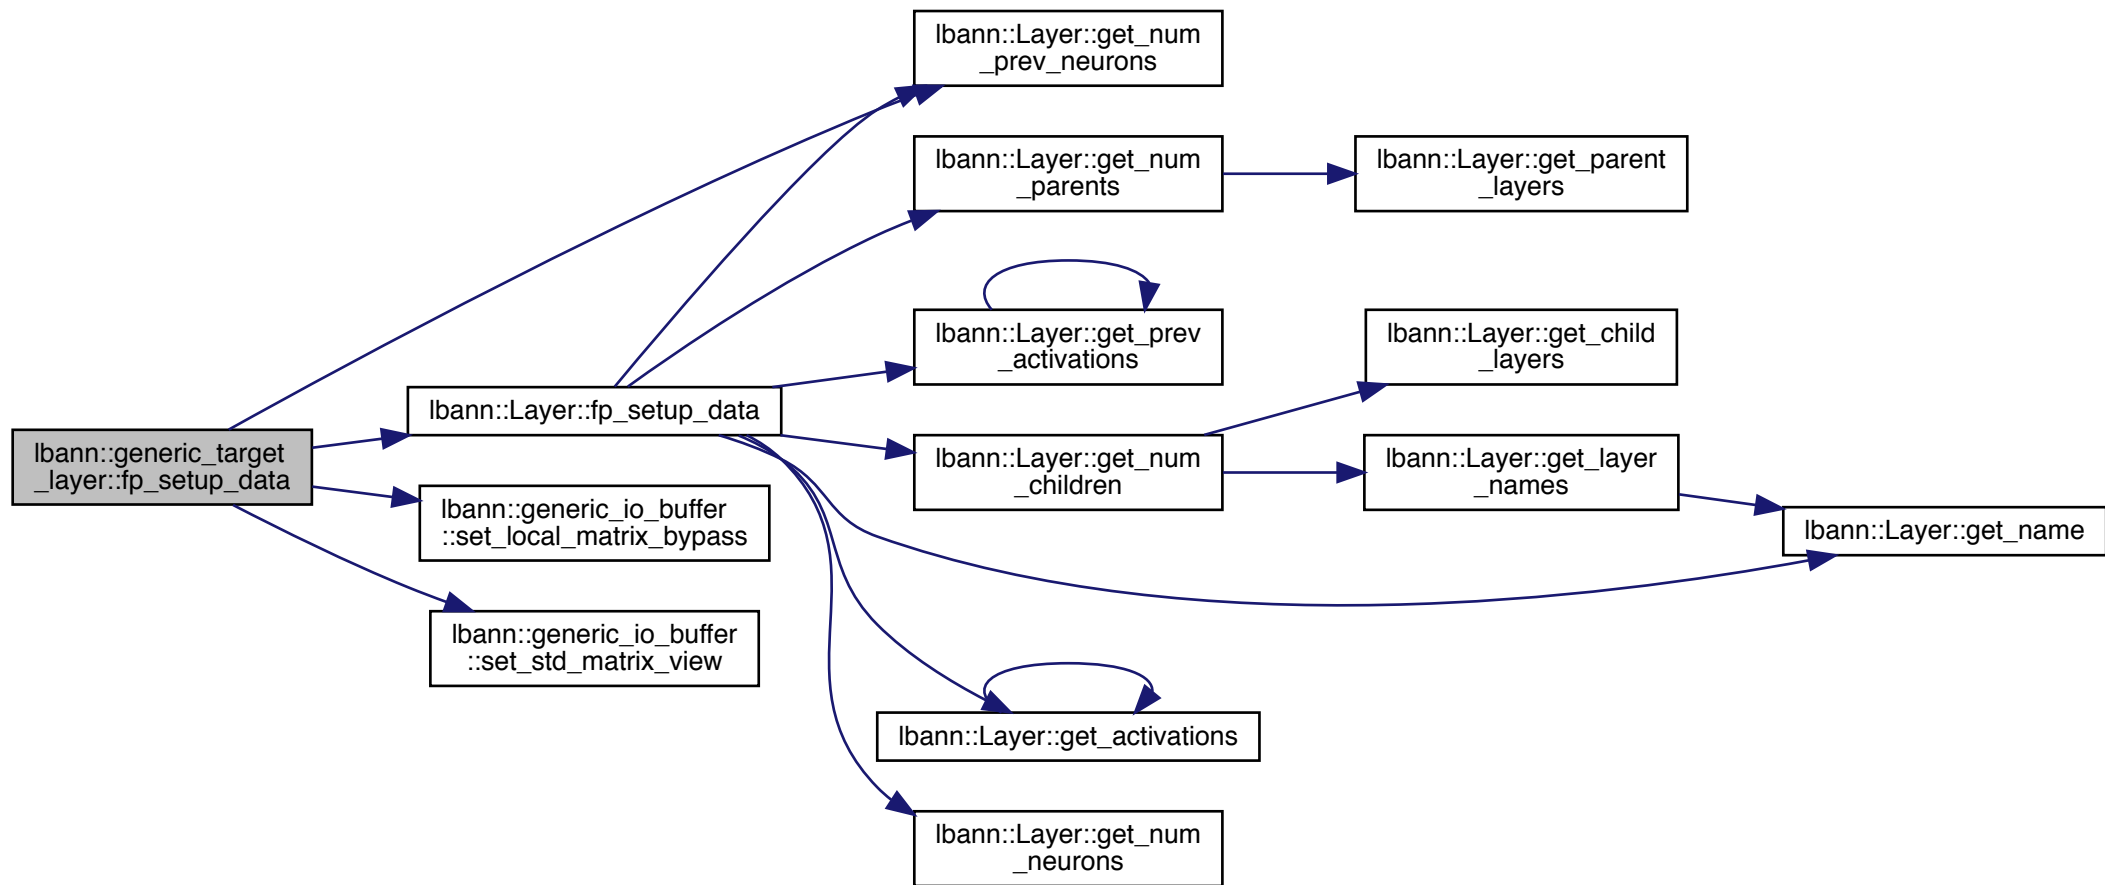 lbann::Layer::get_num
_prev_neurons
lbann::Layer::get_num
_parents
lbann::Layer::get_parent
_layers
lbann::Layer::get_prev
_activations
lbann::Layer::get_child
_layers
lbann::Layer::fp_setup_data
lbann::generic_target
_layer::fp_setup_data
lbann::Layer::get_num
_children
lbann::Layer::get_layer
_names
lbann::generic_io_buffer
::set_local_matrix_bypass
lbann::Layer::get_name
lbann::generic_io_buffer
::set_std_matrix_view
lbann::Layer::get_activations
lbann::Layer::get_num
_neurons